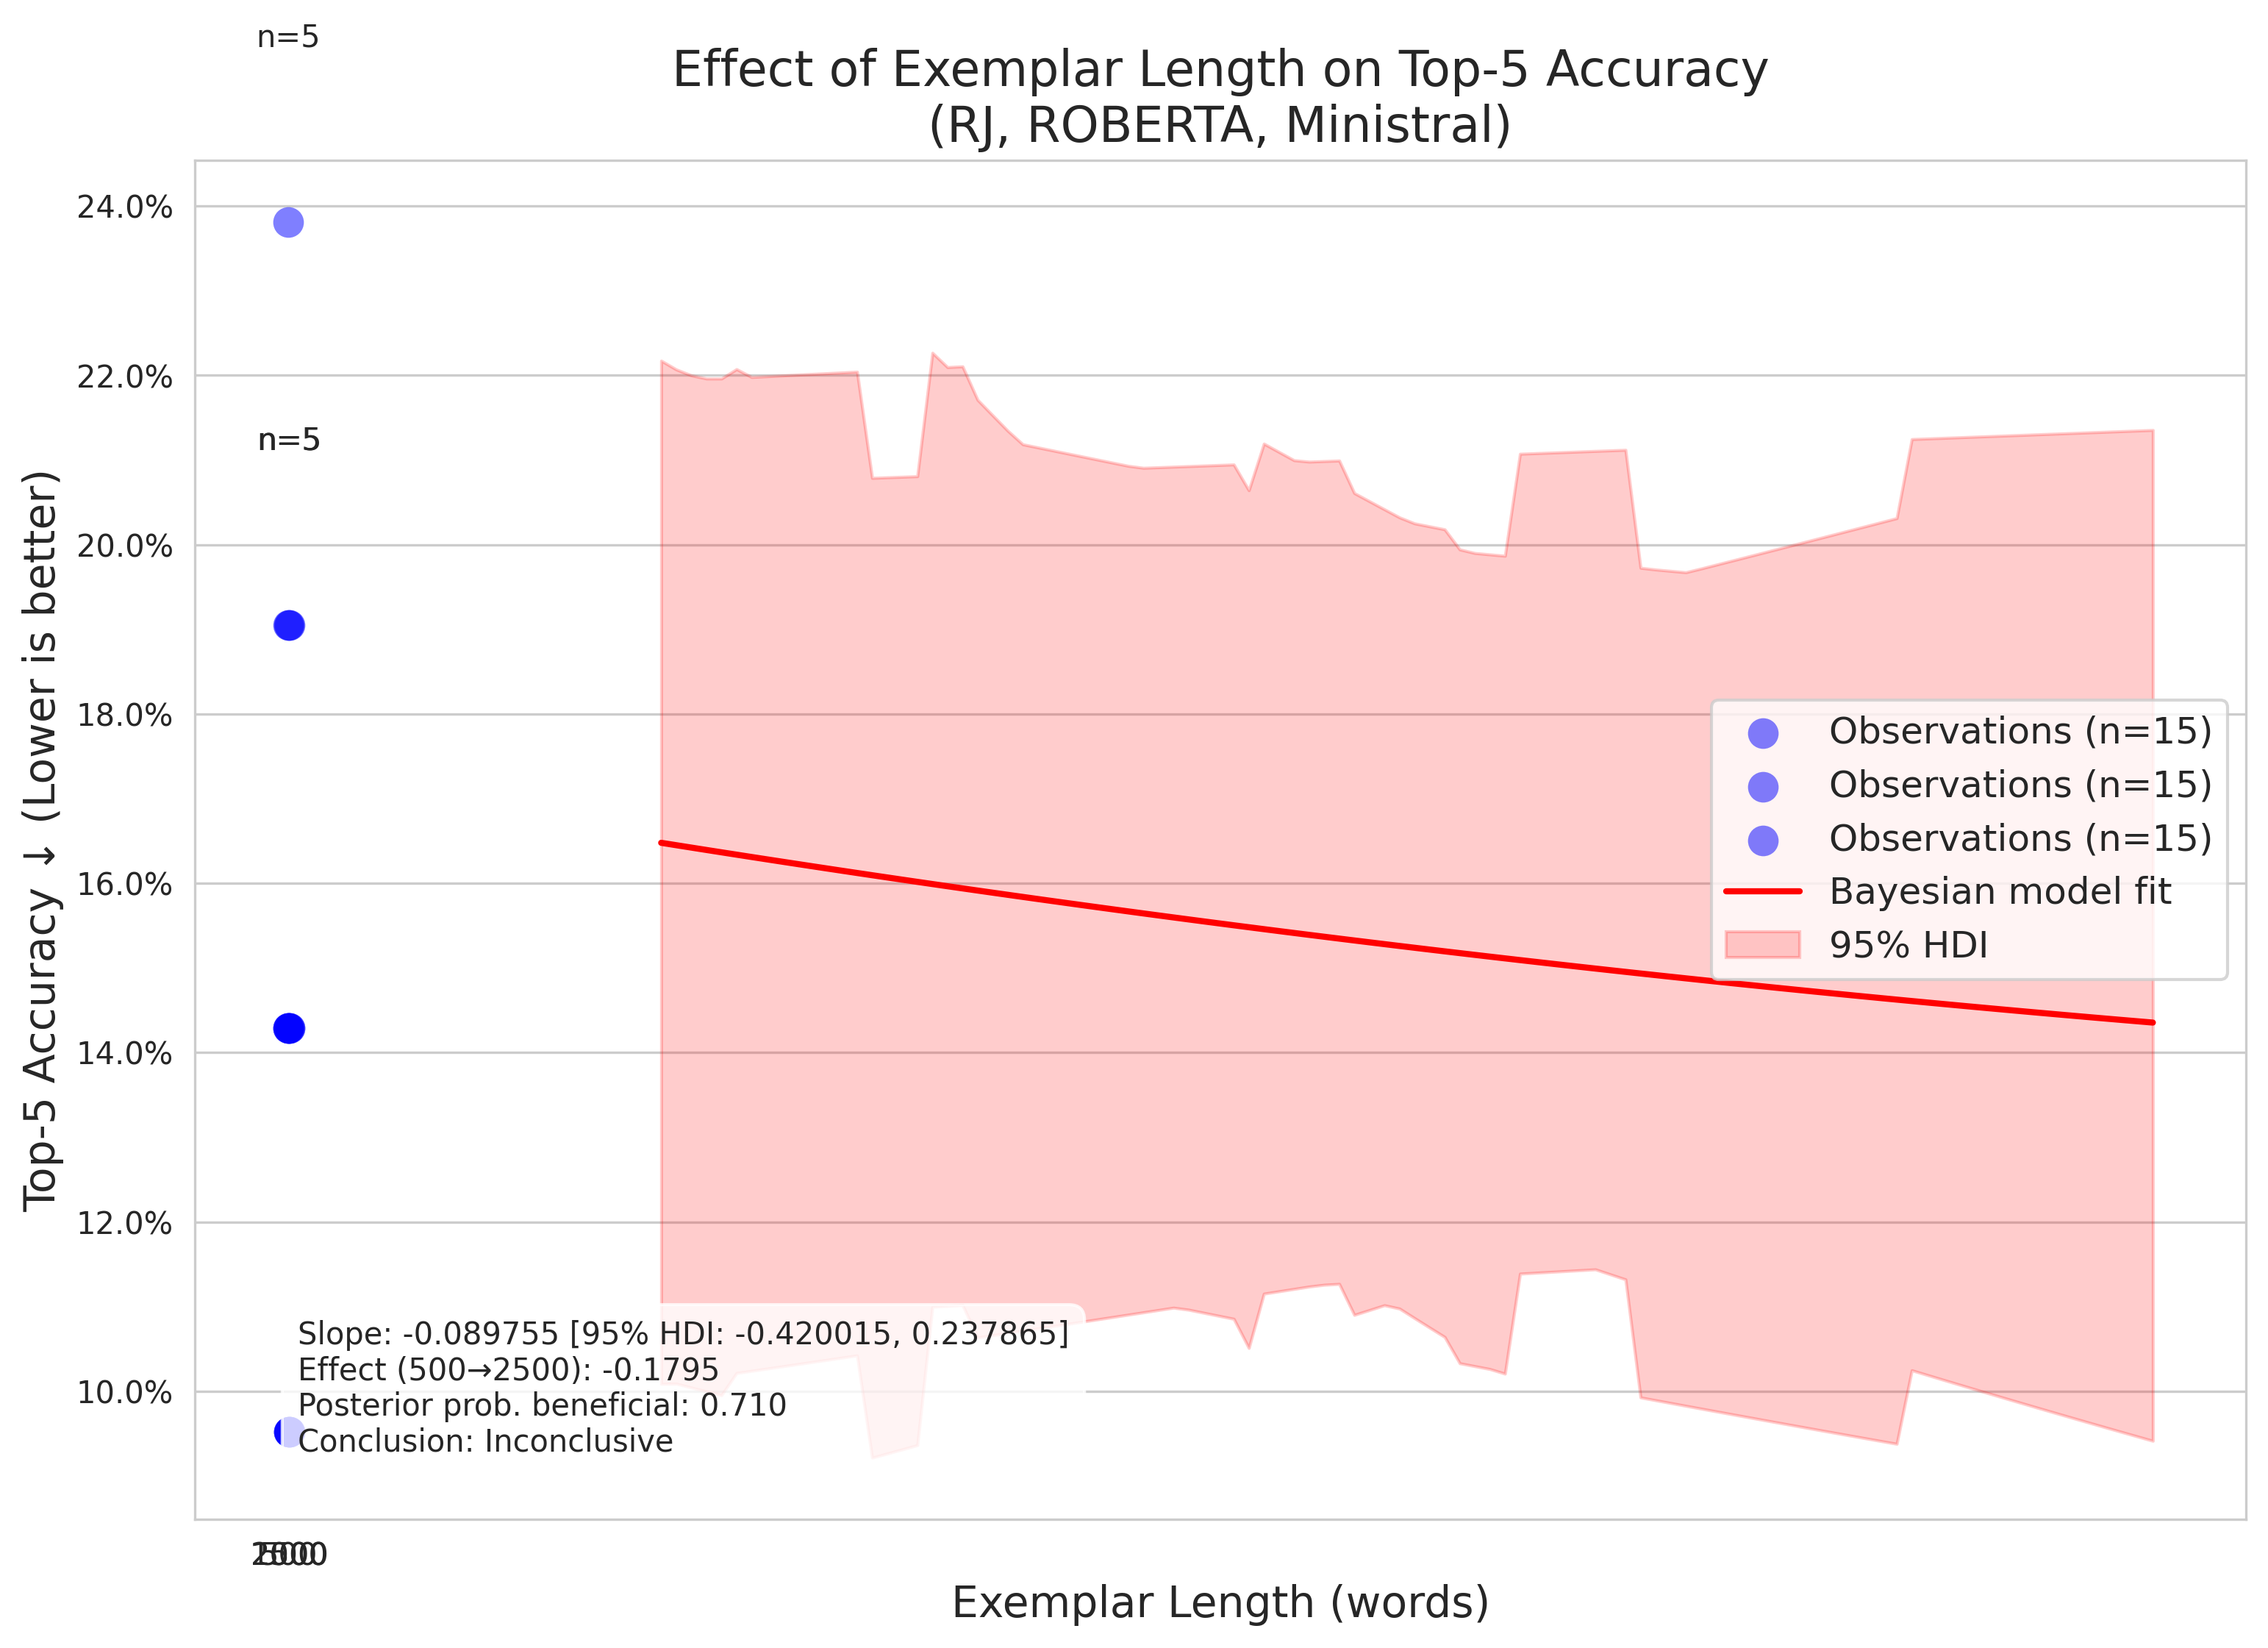 n=5
Effect of Exemplar Length on Top-5 Accuracy
(RJ, ROBERTA, Ministral)
24.0%
22.0%
n=5
20.0%
18.0%
16.0%
14.0%
12.0%
10.0%
Top-5 Accuracy ↓ (Lower is better)
Observations (n=15)
Observations (n=15)
Observations (n=15)
Bayesian model fit
95% HDI
Slope: -0.089755 [95% HDI: -0.420015, 0.237865]
Effect (500→2500): -0.1795
Posterior prob. beneficial: 0.710
Conclusion: Inconclusive
Exemplar Length (words)